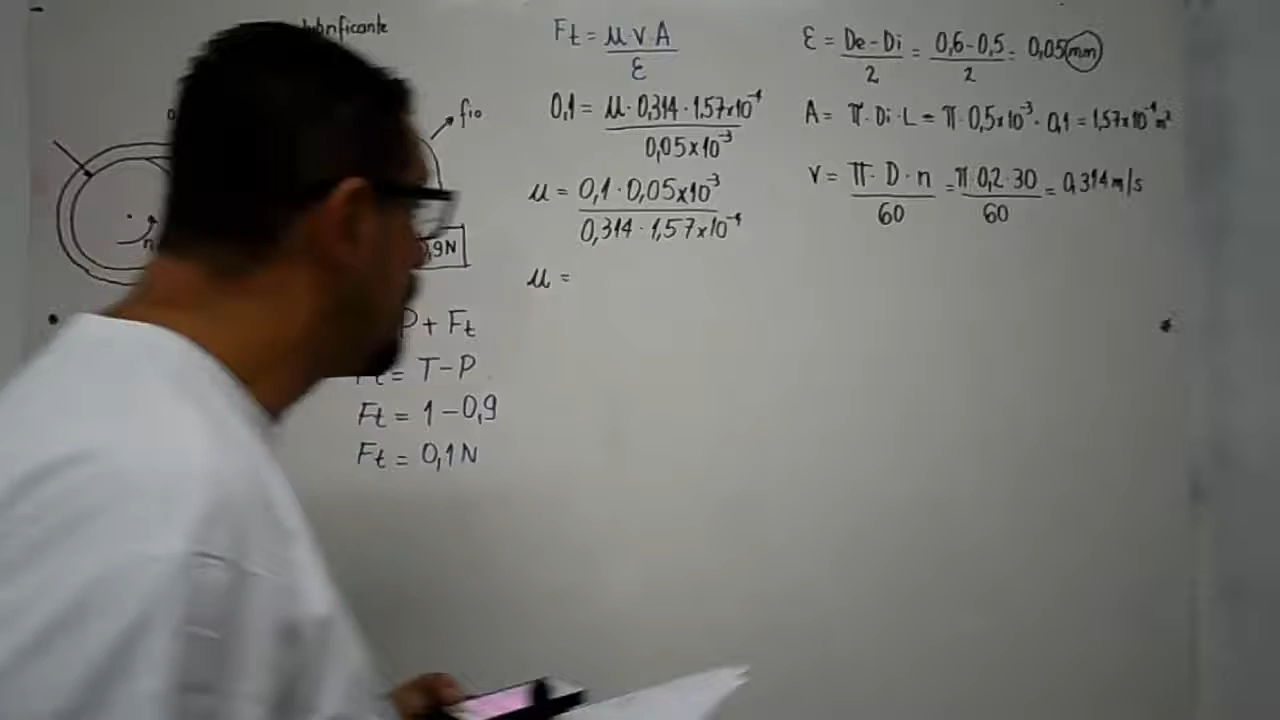 lubrificante
fio
n
,9N
P + Ft
Ft = T-P
Ft = 1-0,9
Ft = 0,1N
Ft = μ v A
ε
0,1 = μ · 0,314 · 1,57x10⁻⁴
0,05x10⁻³
μ = 0,1 · 0,05x10⁻³
0,314 · 1,57x10⁻⁴
μ =
ε = De-Di = 0,6-0,5 = 0,05 mm
2 2
A = π · Di · L = π · 0,5x10⁻³ · 0,1 = 1,57x10⁻⁴ m²
v = π · D · n = π 0,2 · 30 = 0,314 m/s
60 60